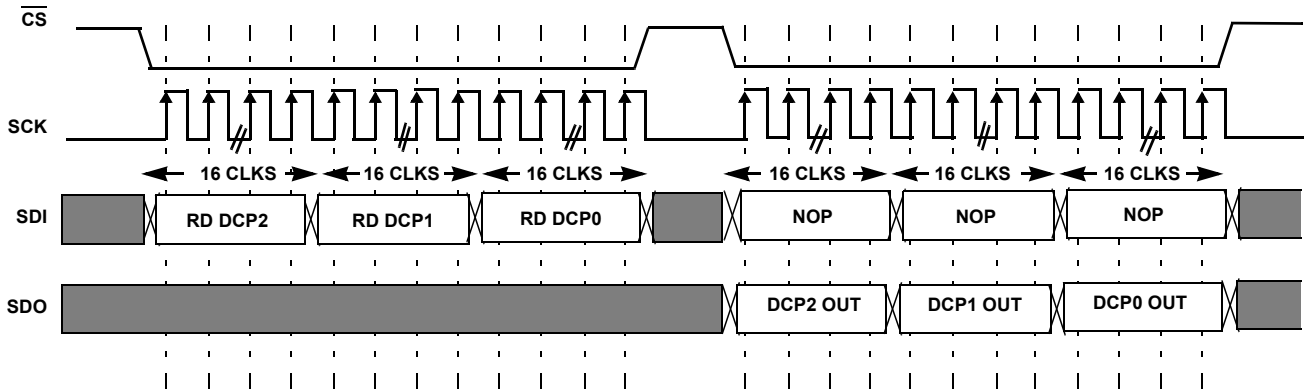 CS
SCK
16 CLKS 16 CLKS 16 CLKS 16 CLKS 16 CLKS 16 CLKS
SDI RD DCP2 RD DCP1 RD DCP0 NOP NOP NOP
SDO DCP2 OUT DCP1 OUT DCP0 OUT